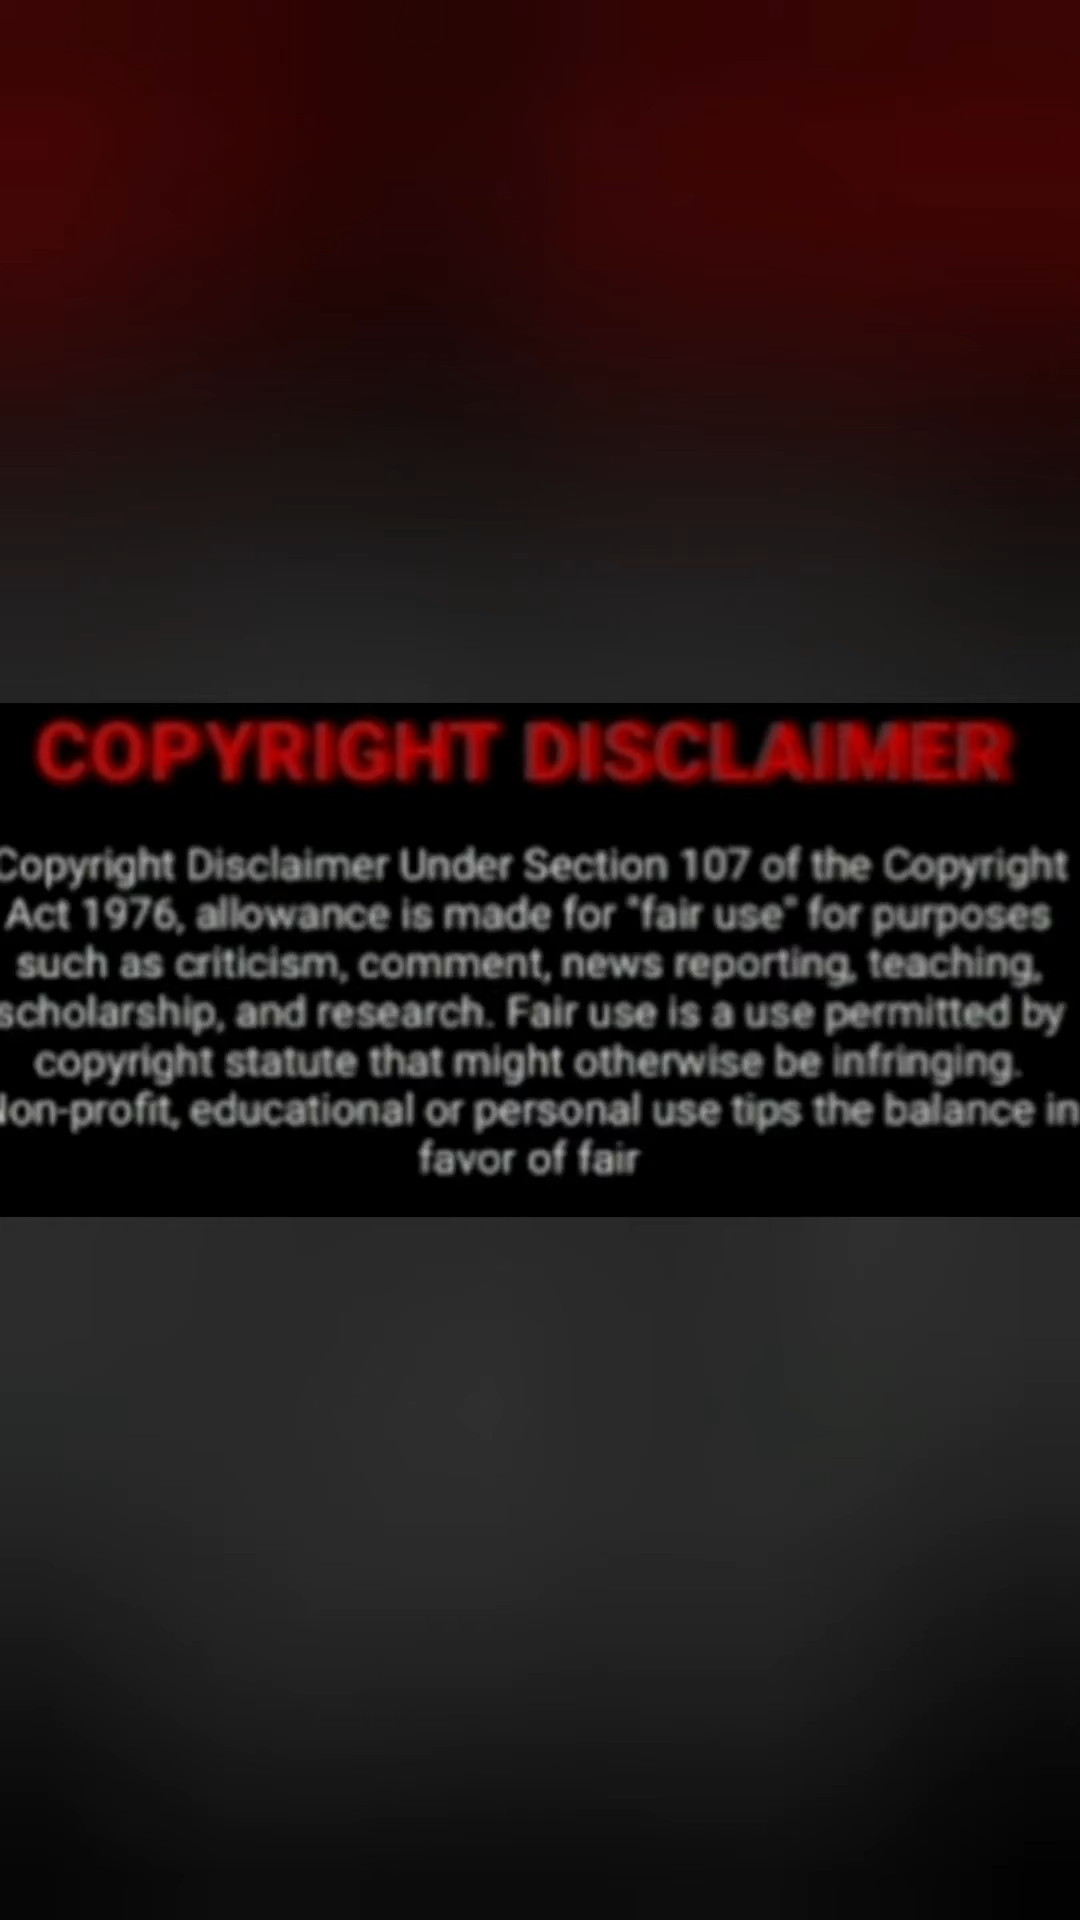 COPYRIGHT DISCLAIMER
Copyright Disclaimer Under Section 107 of the Copyright
Act 1976, allowance is made for "fair use" for purposes
such as criticism, comment, news reporting, teaching,
scholarship, and research. Fair use is a use permitted by
copyright statute that might otherwise be infringing.
Non-profit, educational or personal use tips the balance in
favor of fair